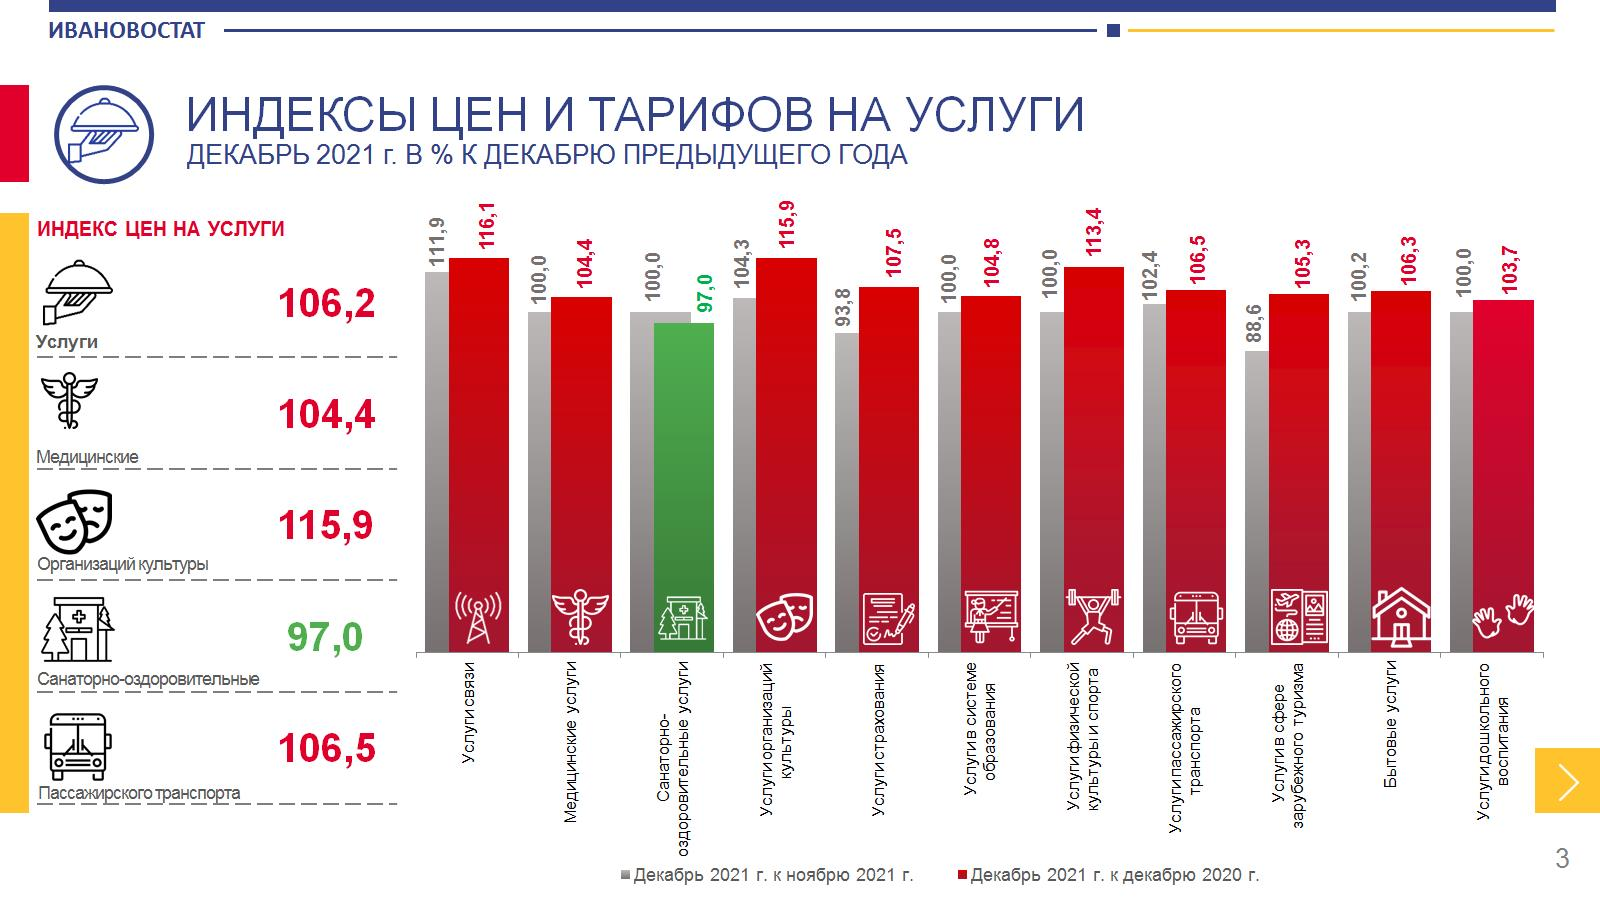 ИВАНОВОСТАТ
ИНДЕКСЫ ЦЕН И ТАРИФОВ НА УСЛУГИ
ДЕКАБРЬ 2021 г. В % К ДЕКАБРЮ ПРЕДЫДУЩЕГО ГОДА
ИНДЕКС ЦЕН НА УСЛУГИ
106,2
Услуги
104,4
Медицинские
115,9
Организаций культуры
97,0
Санаторно-оздоровительные
106,5
Пассажирского транспорта
111,9
116,1
100,0
104,4
100,0
97,0
104,3
115,9
93,8
107,5
100,0
104,8
100,0
113,4
102,4
106,5
88,6
105,3
100,2
106,3
100,0
103,7
Услуги связи
Медицинские услуги
Санаторно-
оздоровительные услуги
Услуги организаций
культуры
Услуги страхования
Услуги в системе
образования
Услуги физической
культуры и спорта
Услуги пассажирского
транспорта
Услуги в сфере
зарубежного туризма
Бытовые услуги
Услуги дошкольного
воспитания
Декабрь 2021 г. к ноябрю 2021 г.
Декабрь 2021 г. к декабрю 2020 г.
3